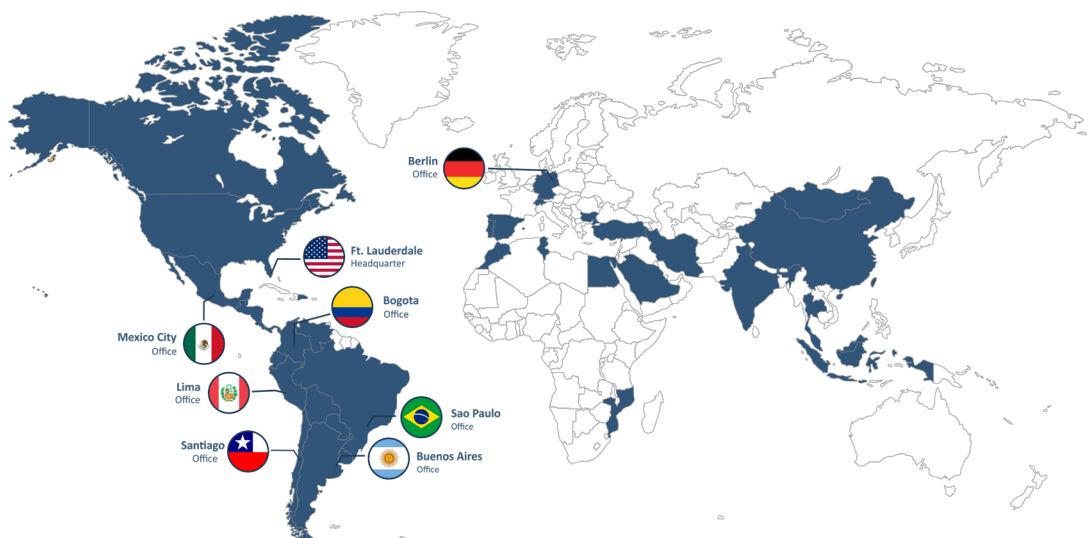 Berlin
Office
Ft. Lauderdale
Headquarter
Bogota
Office
Mexico City
Office
Lima
Office
Sao Paulo
Office
Santiago
Office
Buenos Aires
Office